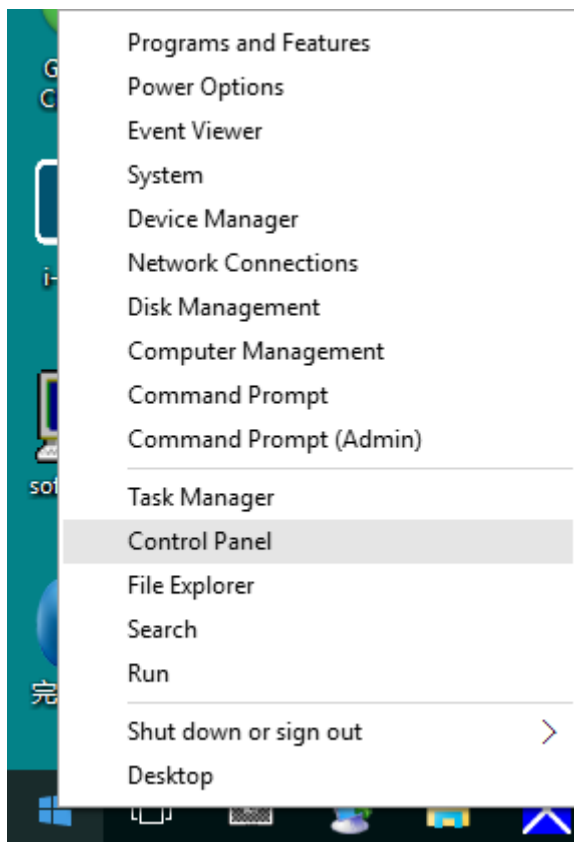 G
C
Programs and Features
Power Options
Event Viewer
System
Device Manager
i-
Network Connections
Disk Management
Computer Management
Command Prompt
Command Prompt (Admin)
Task Manager
Control Panel
File Explorer
Search
Run
完
Shut down or sign out
Desktop